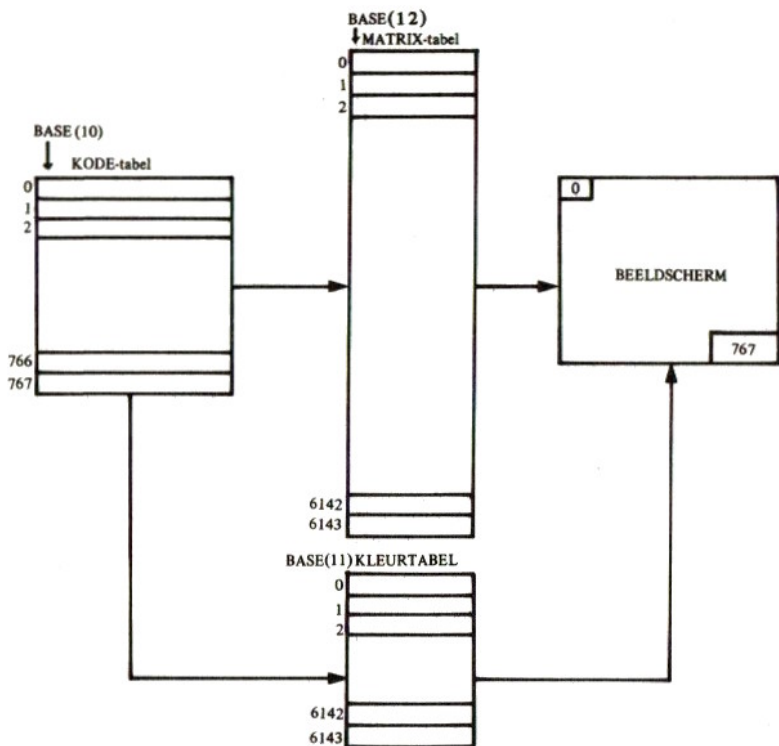 BASE(12)
MATRIX-tabel
0
1
2
BASE(10)
KODE-tabel
0
1
2
766
767
0
BEELDSCHERM
767
6142
6143
BASE(11) KLEURTABEL
0
1
2
6142
6143